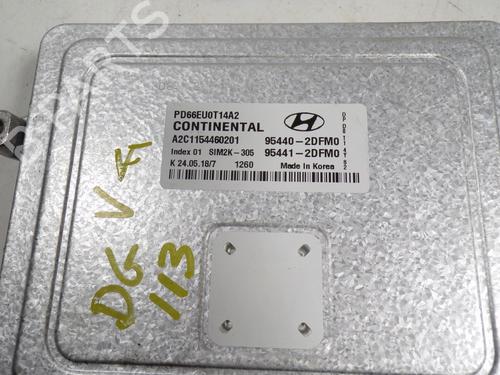 PD66EU0T14A2
CONTINENTAL
A2C1154460201 95440-2DFM0
Index 01 SIM2K-305 95441-2DFM0
K 24.05.18/7 1260 Made in Korea
DG V A
113
PARTS